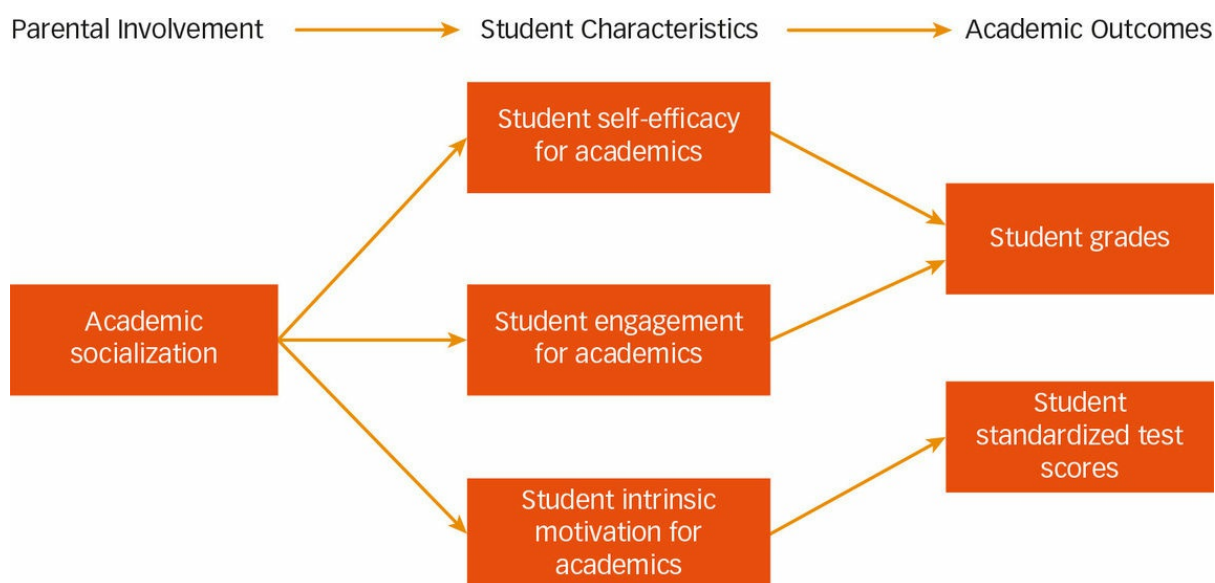 Parental Involvement
Student Characteristics
Academic Outcomes
Student self-efficacy
for academics
Student grades
Academic
socialization
Student engagement
for academics
Student
standardized test
scores
Student intrinsic
motivation for
academics